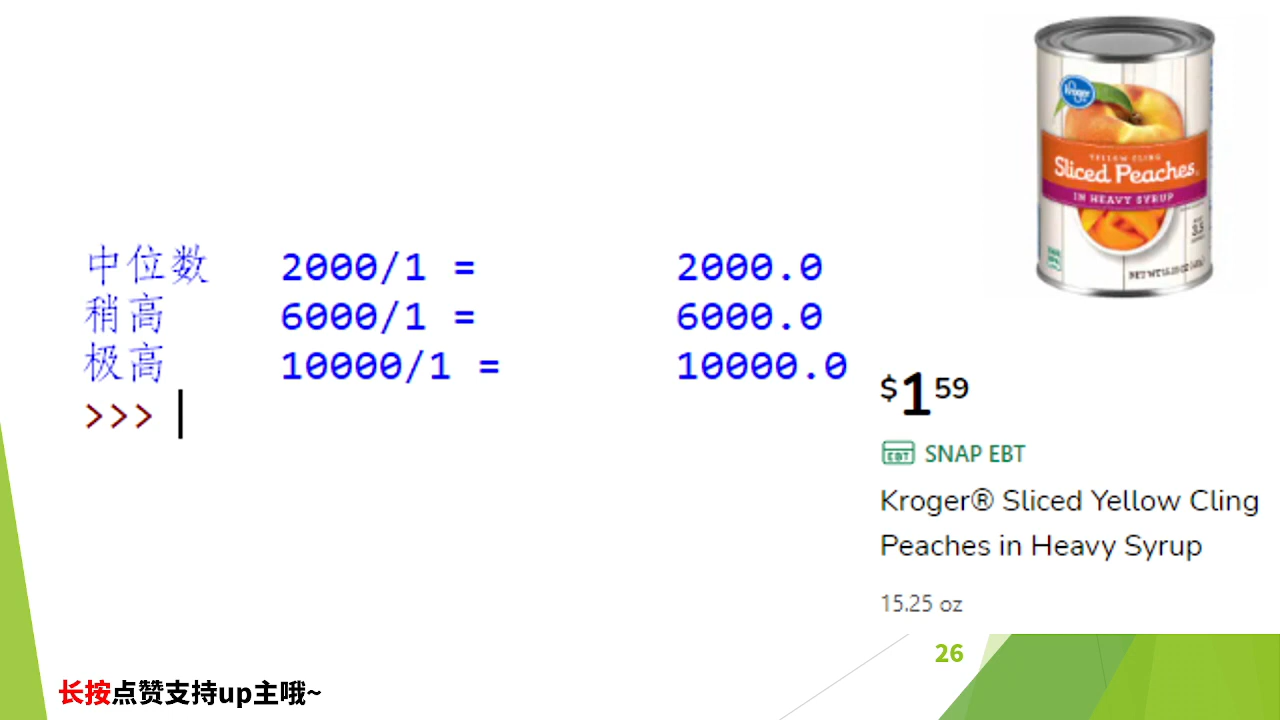 Kroger
YELLOW CLING
Sliced Peaches
IN HEAVY SYRUP
中位数 2000/1 = 2000.0
稍高 6000/1 = 6000.0
极高 10000/1 = 10000.0
>>>
$1 59
EBT SNAP EBT
Kroger® Sliced Yellow Cling
Peaches in Heavy Syrup
15.25 oz
26
长按点赞支持up主哦~